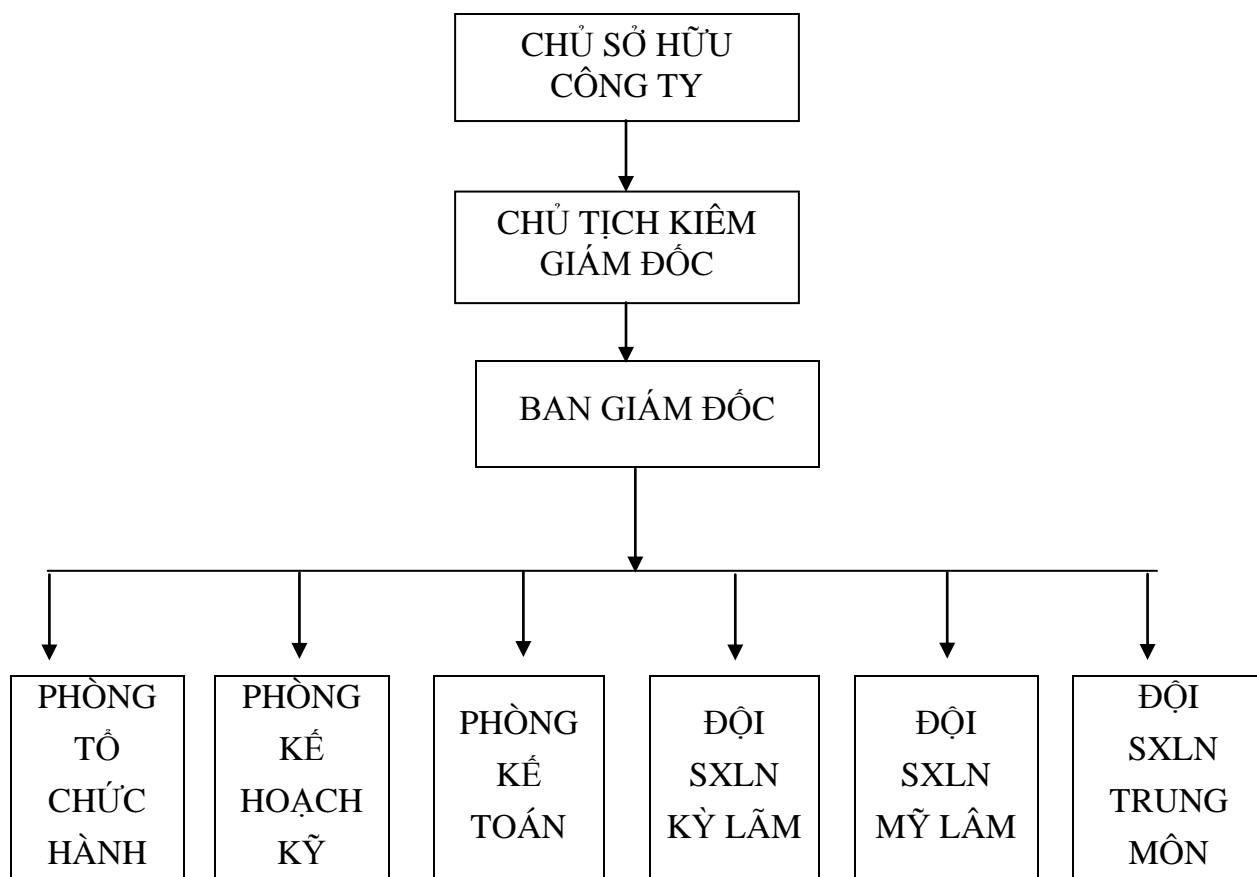 CHỦ SỞ HỮU
CÔNG TY
CHỦ TỊCH KIÊM
GIÁM ĐỐC
BAN GIÁM ĐỐC
PHÒNG
TỔ
CHỨC
HÀNH
PHÒNG
KẾ
HOẠCH
KỸ
PHÒNG
KẾ
TOÁN
ĐỘI
SXLN
KỲ LÃM
ĐỘI
SXLN
MỸ LÂM
ĐỘI
SXLN
TRUNG
MÔN